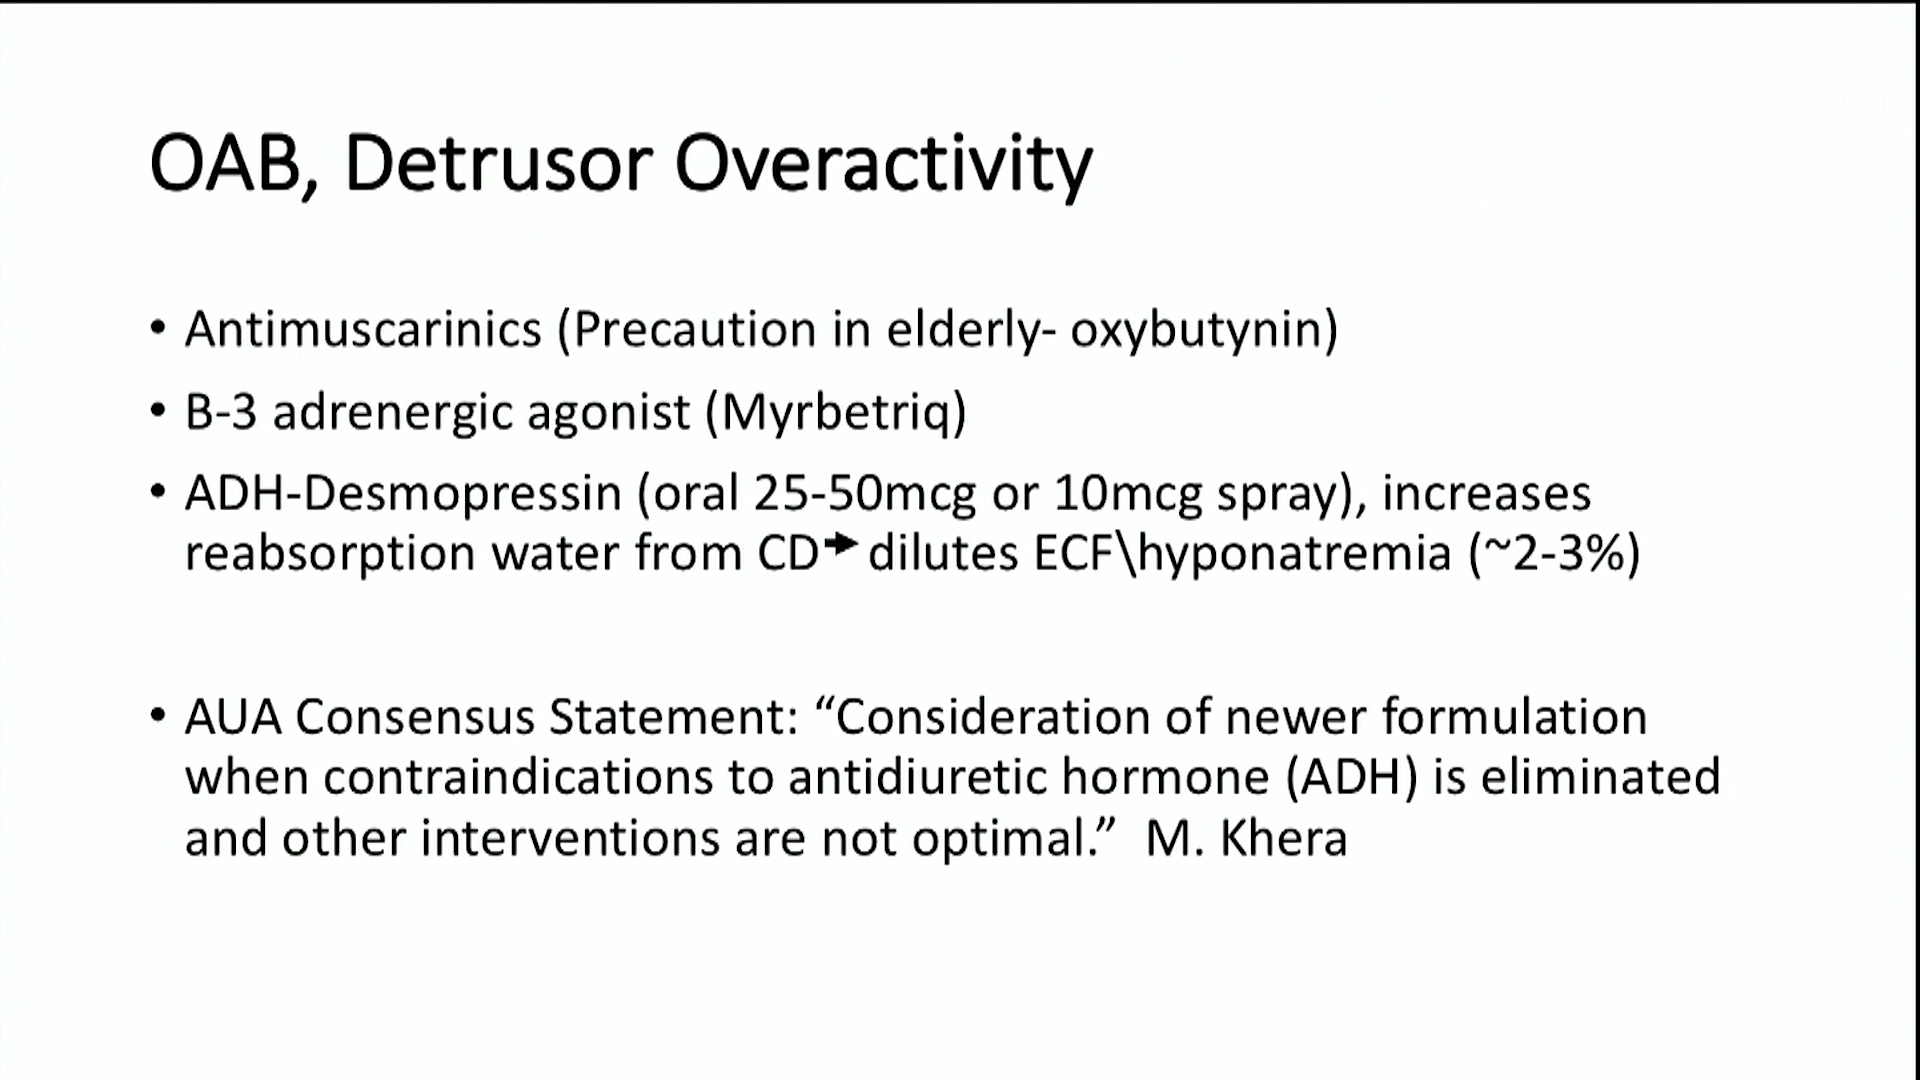 OAB, Detrusor Overactivity
• Antimuscarinics (Precaution in elderly- oxybutynin)
• B-3 adrenergic agonist (Myrbetriq)
• ADH-Desmopressin (oral 25-50mcg or 10mcg spray), increases
reabsorption water from CD➔dilutes ECF\hyponatremia (~2-3%)
• AUA Consensus Statement: “Consideration of newer formulation
when contraindications to antidiuretic hormone (ADH) is eliminated
and other interventions are not optimal.” M. Khera